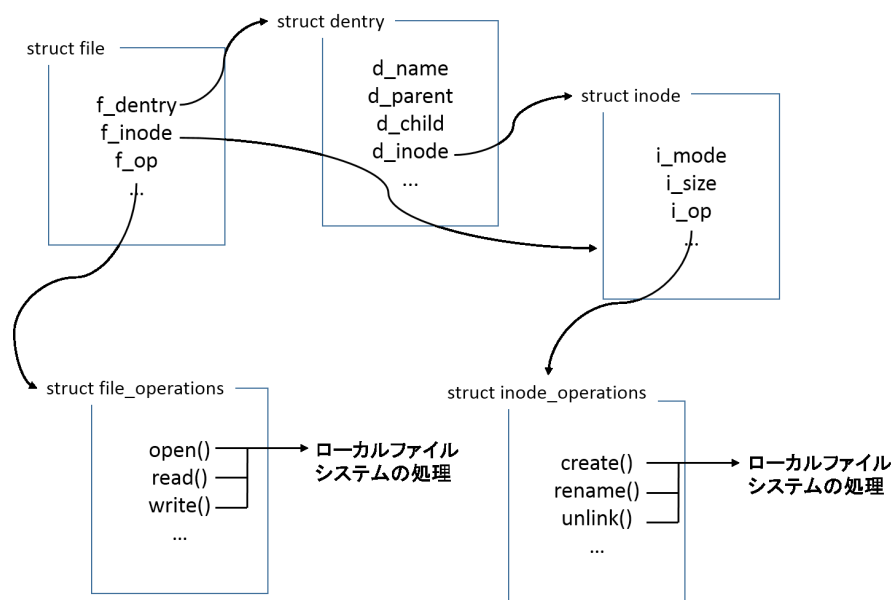 struct file
f_dentry
f_inode
f_op
...
struct dentry
d_name
d_parent
d_child
d_inode
...
struct inode
i_mode
i_size
i_op
...
struct file_operations
open()
read()
write()
...
ローカルファイル
システムの処理
struct inode_operations
create()
rename()
unlink()
...
ローカルファイル
システムの処理